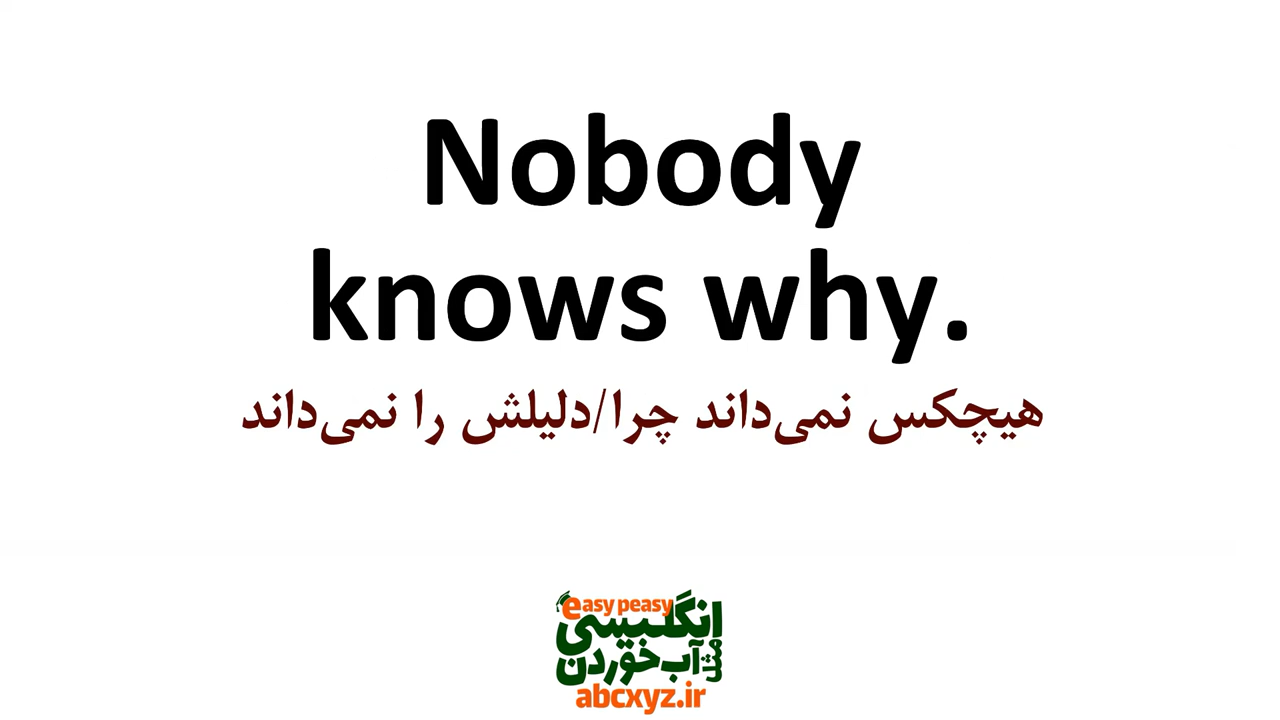 Nobody
knows why.
هیچکس نمی‌داند چرا/دلیلش را نمی‌داند
easy peasy
انگلیسی
مثل آب خوردن
abcxyz.ir